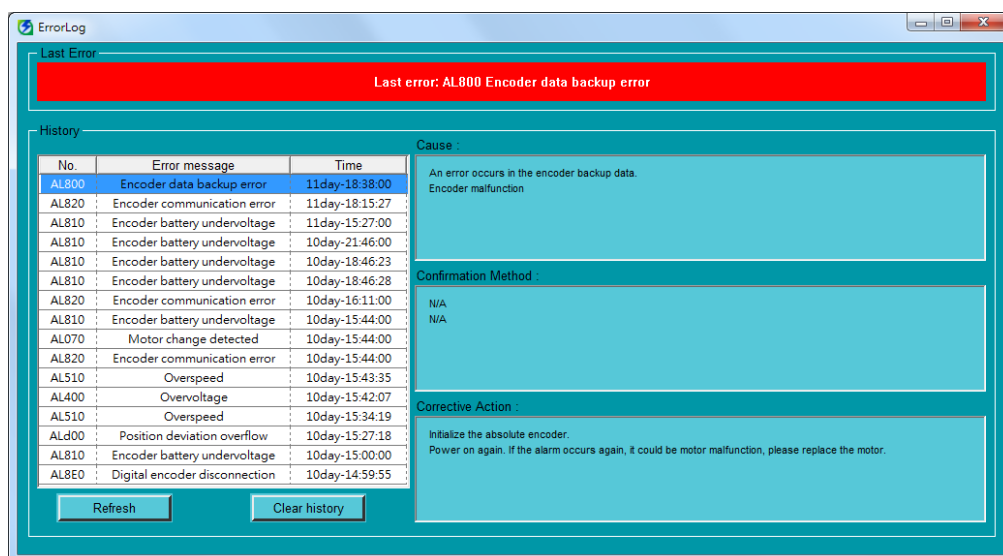 ErrorLog
Last Error
Last error: AL800 Encoder data backup error
History
No. Error message Time
AL800 Encoder data backup error 11day-18:38:00
AL820 Encoder communication error 11day-18:15:27
AL810 Encoder battery undervoltage 11day-15:27:00
AL810 Encoder battery undervoltage 10day-21:46:00
AL810 Encoder battery undervoltage 10day-18:46:23
AL810 Encoder battery undervoltage 10day-18:46:28
AL820 Encoder communication error 10day-16:11:00
AL810 Encoder battery undervoltage 10day-15:44:00
AL070 Motor change detected 10day-15:44:00
AL820 Encoder communication error 10day-15:44:00
AL510 Overspeed 10day-15:43:35
AL400 Overvoltage 10day-15:42:07
AL510 Overspeed 10day-15:34:19
ALd00 Position deviation overflow 10day-15:27:18
AL810 Encoder battery undervoltage 10day-15:00:00
AL8E0 Digital encoder disconnection 10day-14:59:55
Refresh Clear history
Cause :
An error occurs in the encoder backup data.
Encoder malfunction
Confirmation Method :
N/A
N/A
Corrective Action :
Initialize the absolute encoder.
Power on again. If the alarm occurs again, it could be motor malfunction, please replace the motor.